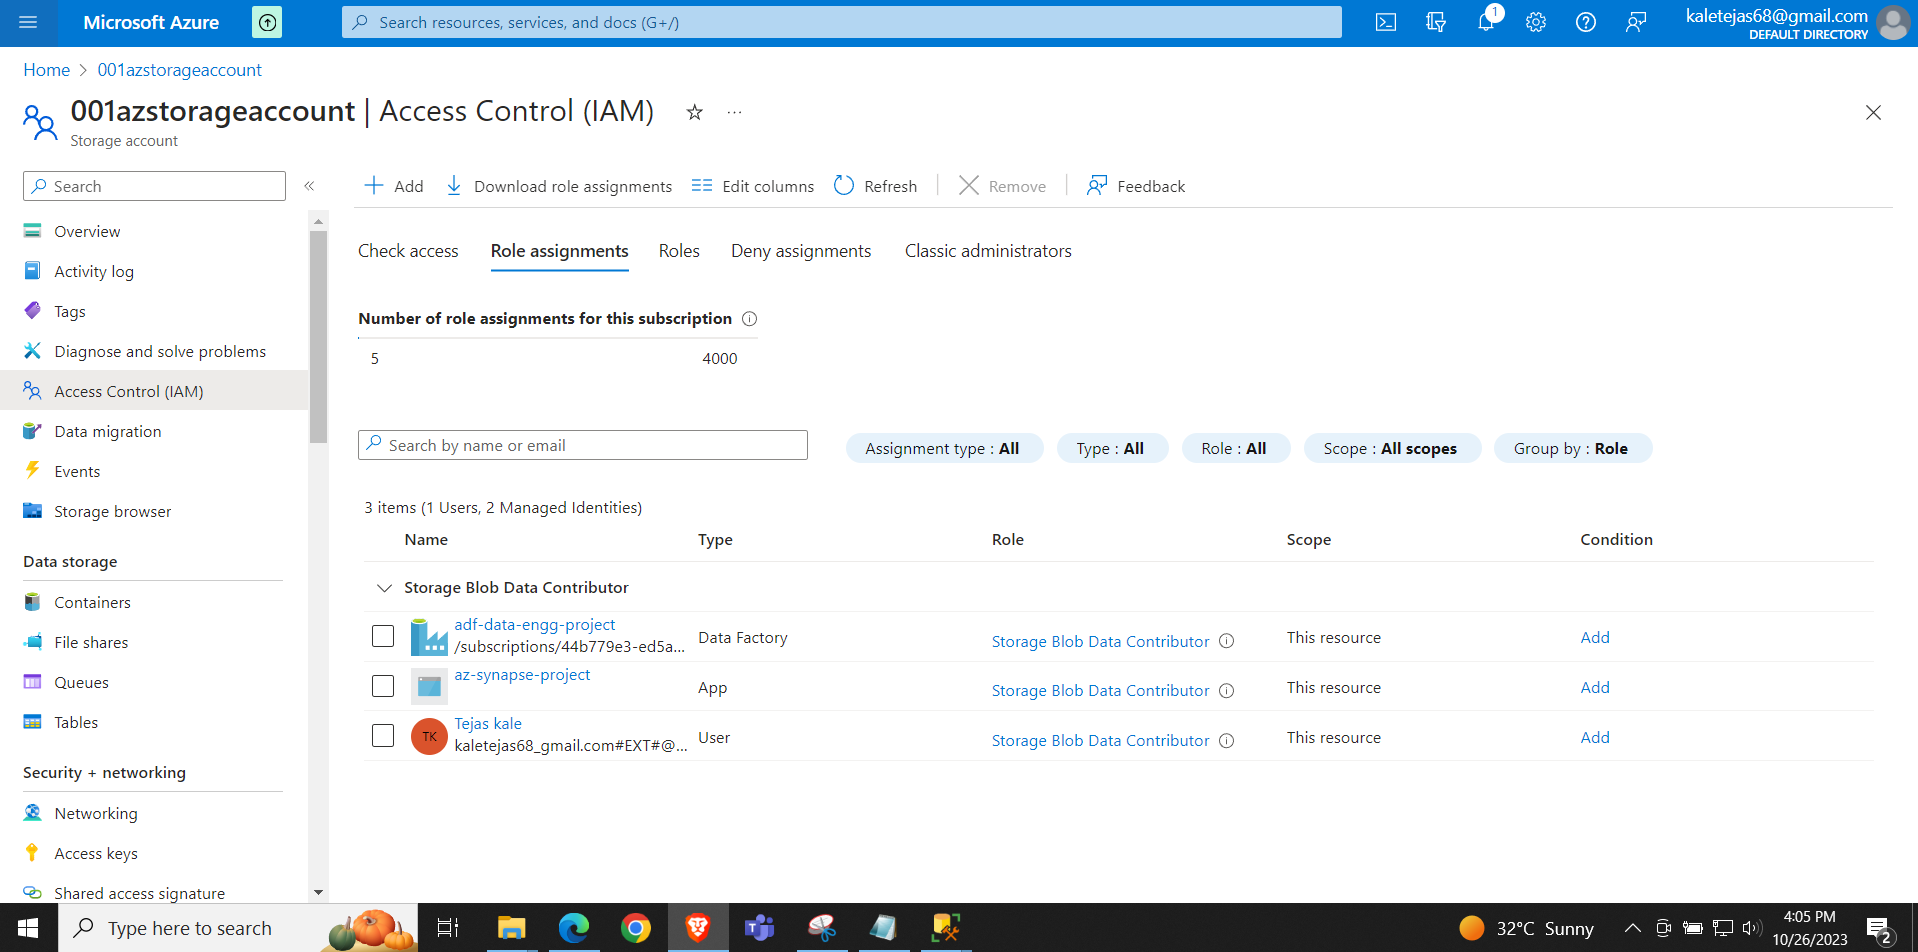 Microsoft Azure
Search resources, services, and docs (G+/)
1
kaletejas68@gmail.com
DEFAULT DIRECTORY
Home > 001azstorageaccount
001azstorageaccount | Access Control (IAM)
Storage account
Search
«
Add
Download role assignments
Edit columns
Refresh
Remove
Feedback
Overview
Activity log
Tags
Diagnose and solve problems
Access Control (IAM)
Data migration
Events
Storage browser
Data storage
Containers
File shares
Queues
Tables
Security + networking
Networking
Access keys
Shared access signature
Check access
Role assignments
Roles
Deny assignments
Classic administrators
Number of role assignments for this subscription
5 4000
Search by name or email
Assignment type : All
Type : All
Role : All
Scope : All scopes
Group by : Role
3 items (1 Users, 2 Managed Identities)
Name Type Role Scope Condition
Storage Blob Data Contributor
adf-data-engg-project
/subscriptions/44b779e3-ed5a...
Data Factory Storage Blob Data Contributor This resource Add
az-synapse-project
App Storage Blob Data Contributor This resource Add
TK
Tejas kale
kaletejas68_gmail.com#EXT#@...
User Storage Blob Data Contributor This resource Add
Type here to search
32°C Sunny
4:05 PM
10/26/2023
2